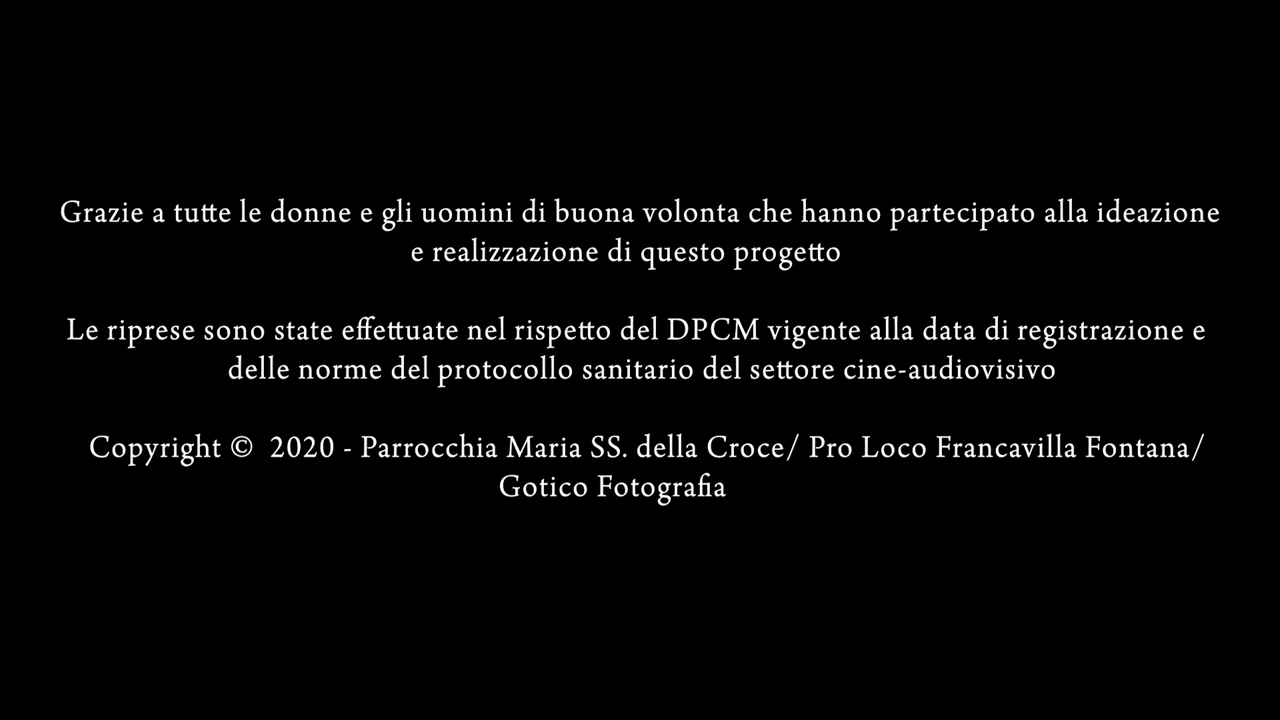 Grazie a tutte le donne e gli uomini di buona volonta che hanno partecipato alla ideazione
e realizzazione di questo progetto
Le riprese sono state effettuate nel rispetto del DPCM vigente alla data di registrazione e
delle norme del protocollo sanitario del settore cine-audiovisivo
Copyright © 2020 - Parrocchia Maria SS. della Croce/ Pro Loco Francavilla Fontana/
Gotico Fotografia